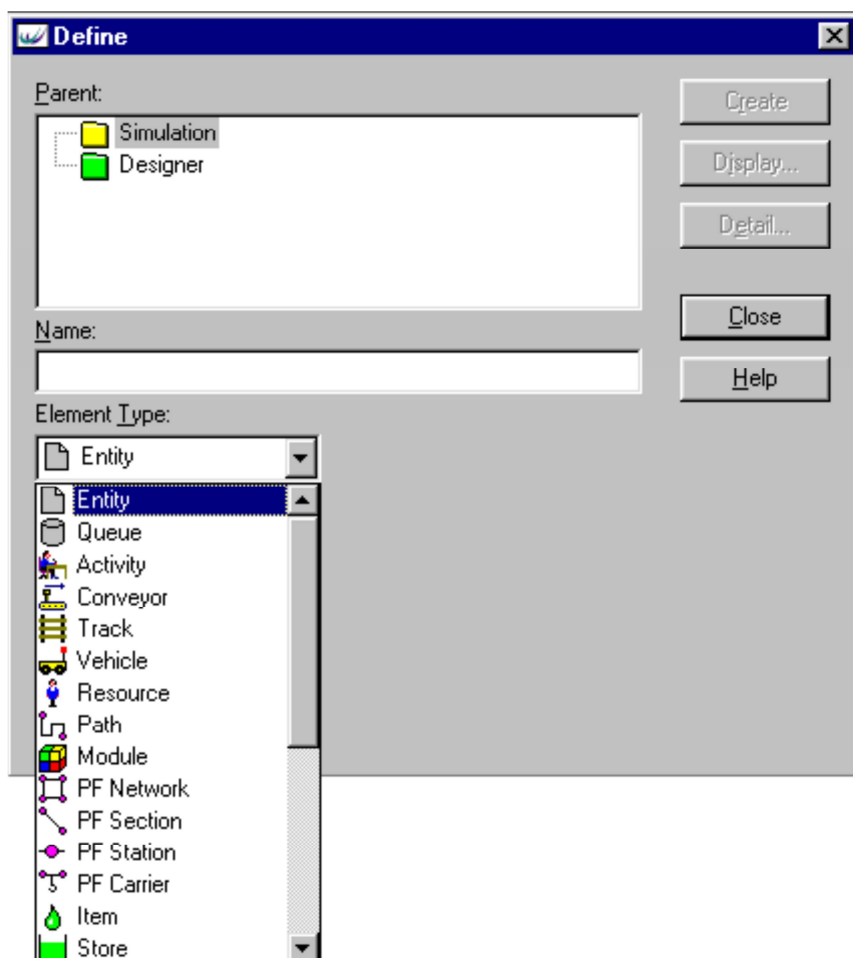 Define
Parent:
Simulation
Designer
Create
Display...
Detail...
Close
Help
Name:
Element Type:
Entity
Entity
Queue
Activity
Conveyor
Track
Vehicle
Resource
Path
Module
PF Network
PF Section
PF Station
PF Carrier
Item
Store